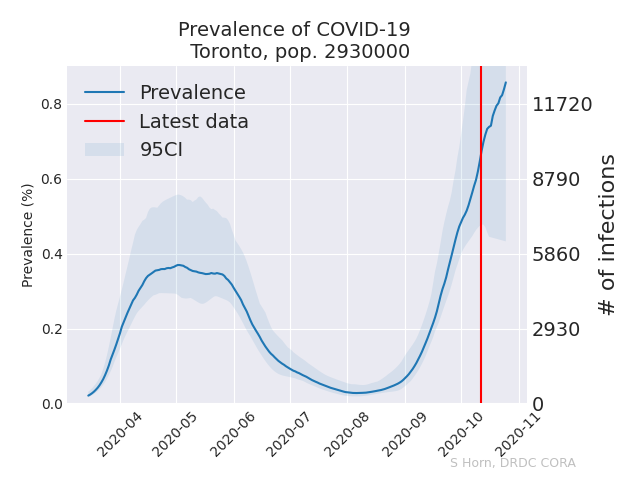 Prevalence of COVID-19
Toronto, pop. 2930000
Prevalence
Latest data
95CI
Prevalence (%)
0.8
0.6
0.4
0.2
0.0
11720
8790
5860
2930
0
# of infections
2020-04
2020-05
2020-06
2020-07
2020-08
2020-09
2020-10
2020-11
S Horn, DRDC CORA